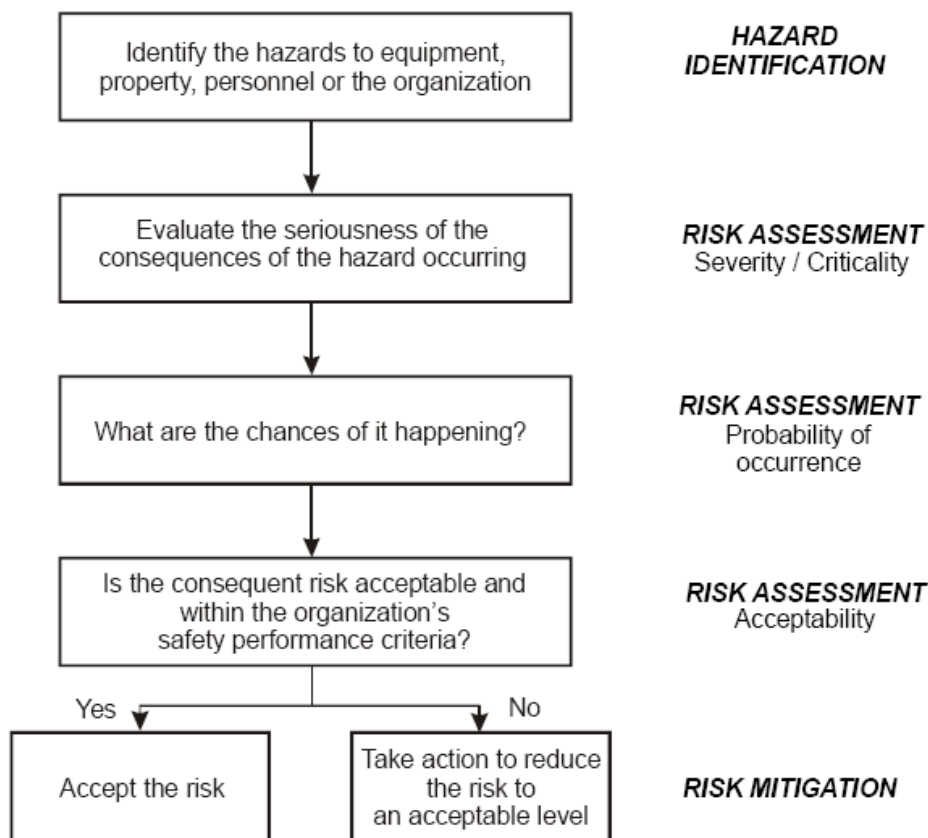 Identify the hazards to equipment,
property, personnel or the organization
HAZARD
IDENTIFICATION
Evaluate the seriousness of the
consequences of the hazard occurring
RISK ASSESSMENT
Severity / Criticality
What are the chances of it happening?
RISK ASSESSMENT
Probability of
occurrence
Is the consequent risk acceptable and
within the organization's
safety performance criteria?
RISK ASSESSMENT
Acceptability
Yes
No
Accept the risk
Take action to reduce
the risk to
an acceptable level
RISK MITIGATION